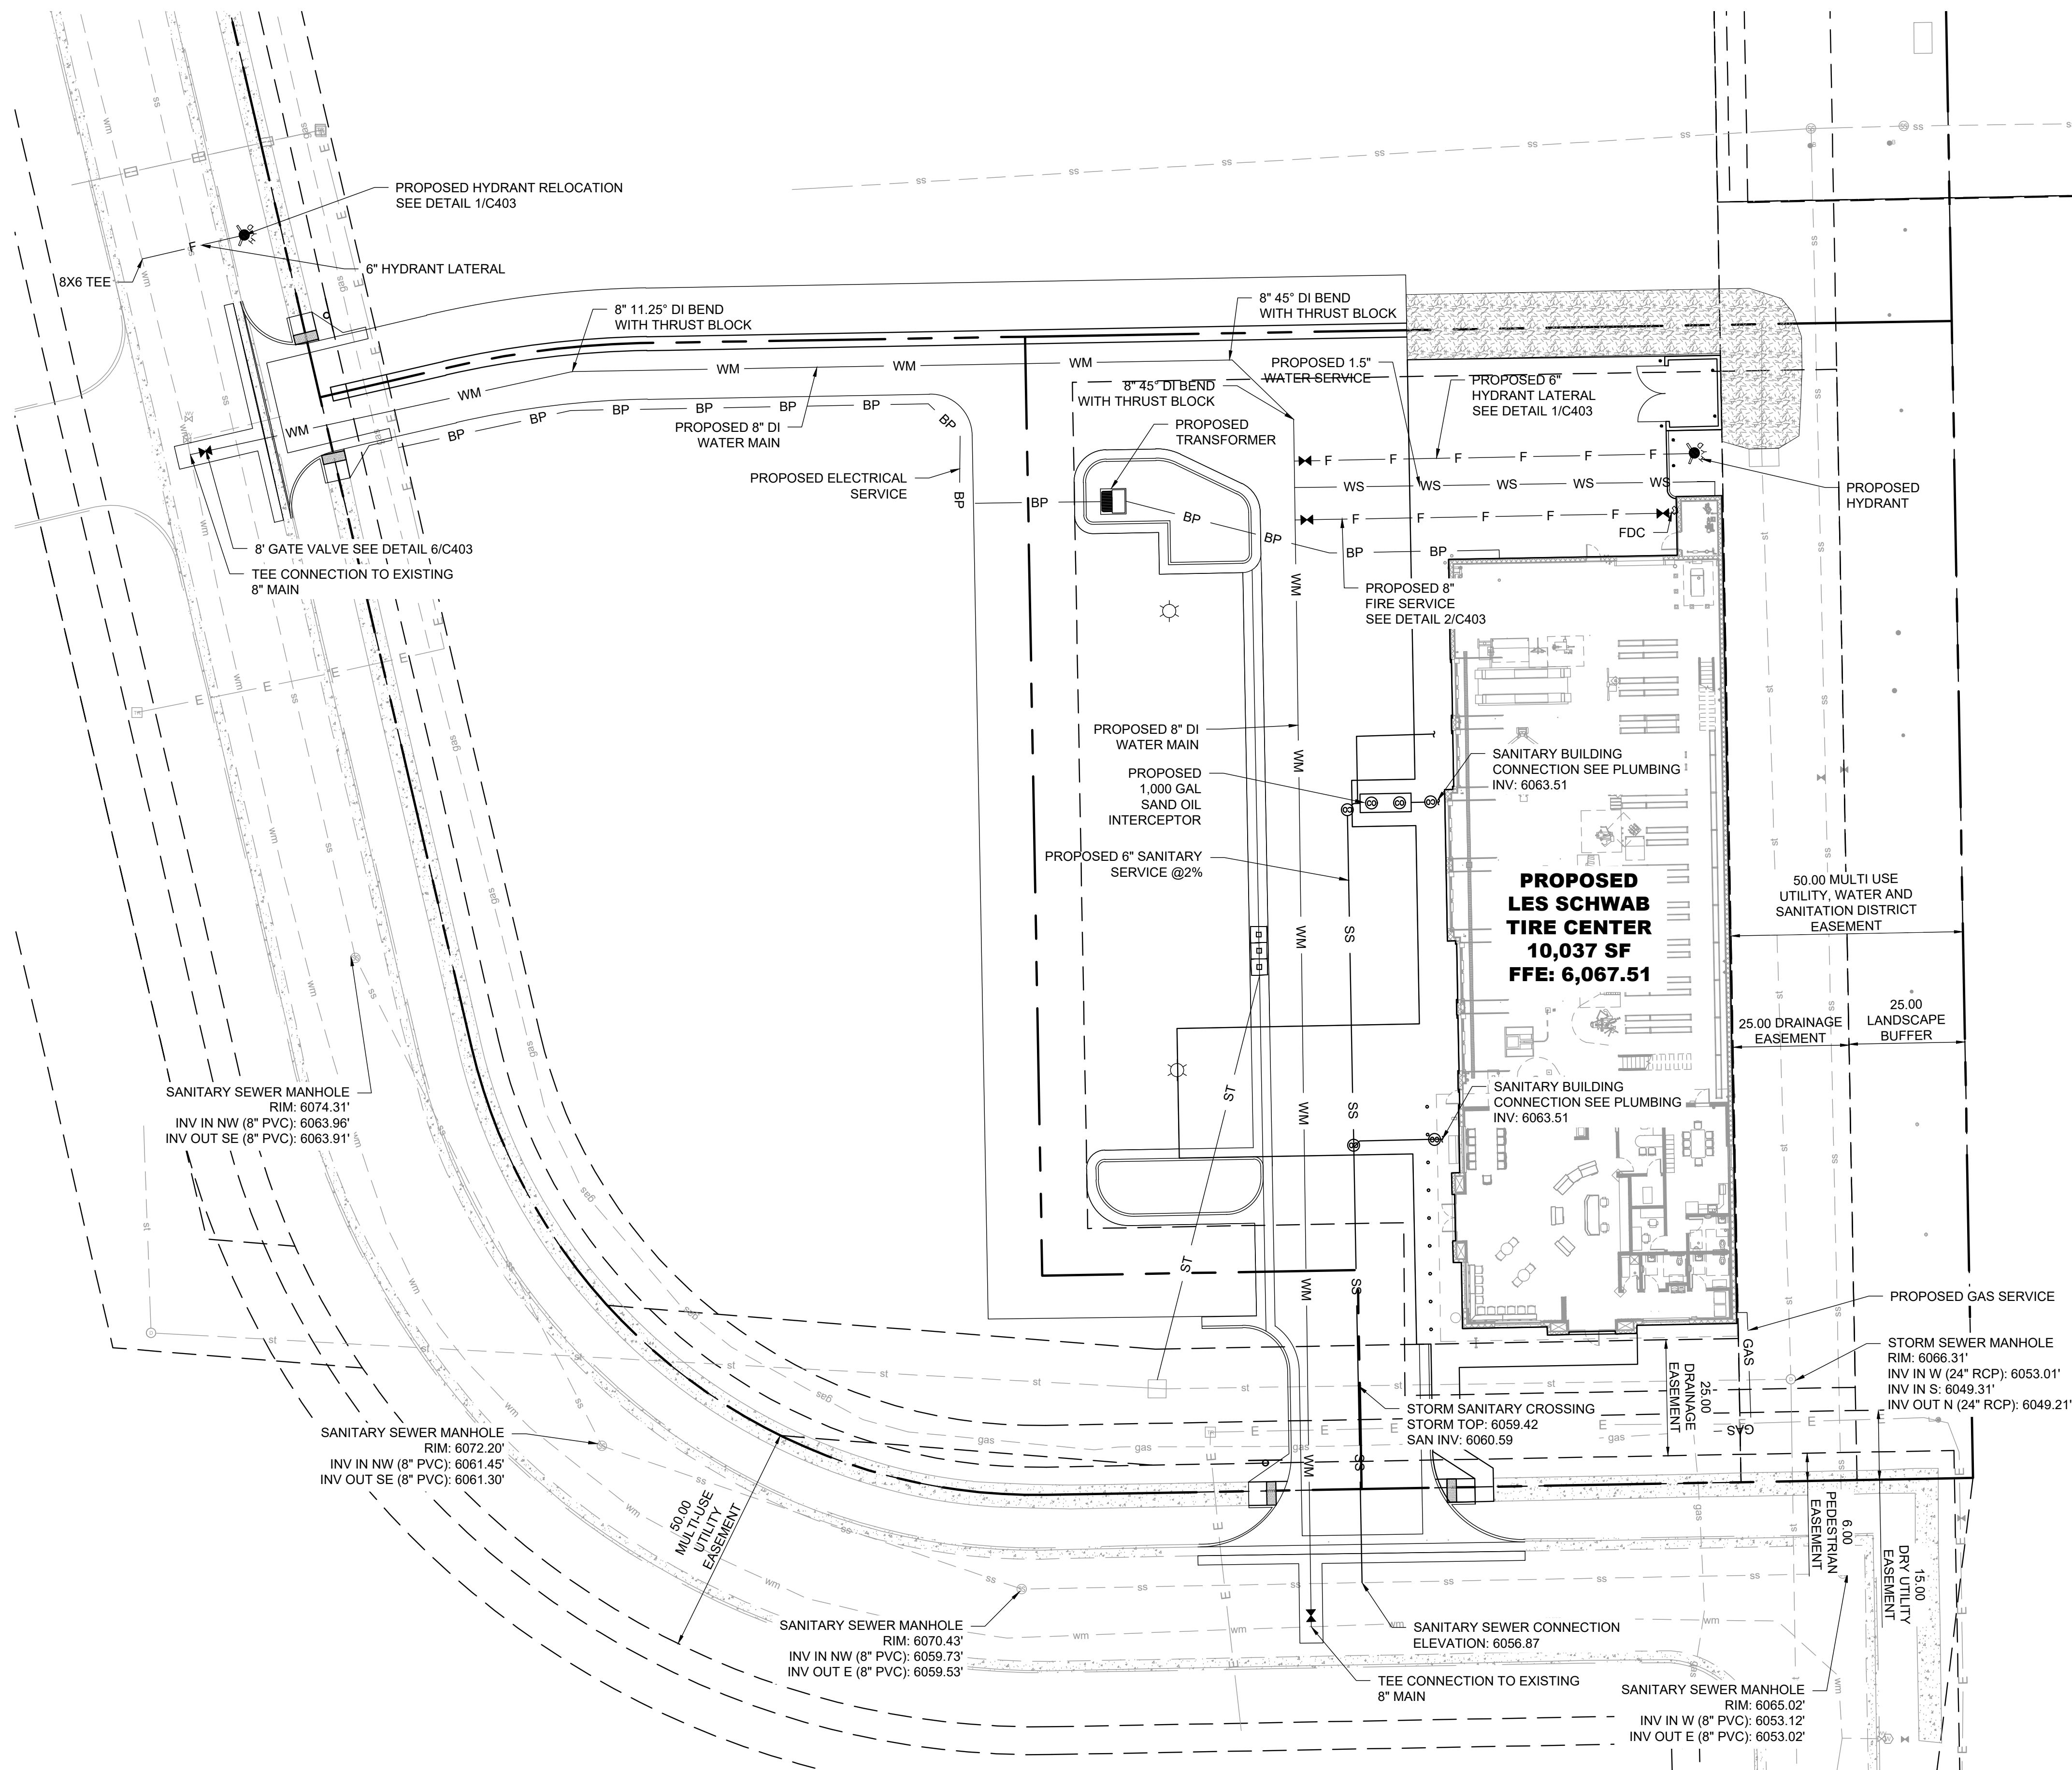 PROPOSED HYDRANT RELOCATION
SEE DETAIL 1/C403
6" HYDRANT LATERAL
8X6 TEE
8" 11.25° DI BEND
WITH THRUST BLOCK
8" 45° DI BEND
WITH THRUST BLOCK
PROPOSED 1.5"
WATER SERVICE
8" 45° DI BEND
WITH THRUST BLOCK
PROPOSED 6"
HYDRANT LATERAL
SEE DETAIL 1/C403
PROPOSED 8" DI
WATER MAIN
PROPOSED
TRANSFORMER
PROPOSED ELECTRICAL
SERVICE
PROPOSED
HYDRANT
FDC
8' GATE VALVE SEE DETAIL 6/C403
TEE CONNECTION TO EXISTING
8" MAIN
PROPOSED 8"
FIRE SERVICE
SEE DETAIL 2/C403
PROPOSED 8" DI
WATER MAIN
PROPOSED
1,000 GAL
SAND OIL
INTERCEPTOR
SANITARY BUILDING
CONNECTION SEE PLUMBING
INV: 6063.51
PROPOSED 6" SANITARY
SERVICE @2%
PROPOSED
LES SCHWAB
TIRE CENTER
10,037 SF
FFE: 6,067.51
50.00 MULTI USE
UTILITY, WATER AND
SANITATION DISTRICT
EASEMENT
25.00 DRAINAGE
EASEMENT
25.00
LANDSCAPE
BUFFER
SANITARY SEWER MANHOLE
RIM: 6074.31'
INV IN NW (8" PVC): 6063.96'
INV OUT SE (8" PVC): 6063.91'
SANITARY BUILDING
CONNECTION SEE PLUMBING
INV: 6063.51
PROPOSED GAS SERVICE
STORM SEWER MANHOLE
RIM: 6066.31'
INV IN W (24" RCP): 6053.01'
INV IN S: 6049.31'
INV OUT N (24" RCP): 6049.21'
25.00
DRAINAGE
EASEMENT
STORM SANITARY CROSSING
STORM TOP: 6059.42
SAN INV: 6060.59
SANITARY SEWER MANHOLE
RIM: 6072.20'
INV IN NW (8" PVC): 6061.45'
INV OUT SE (8" PVC): 6061.30'
50.00
MULTI-USE
UTILITY
EASEMENT
6.00
PEDESTRIAN
EASEMENT
15.00
DRY UTILITY
EASEMENT
SANITARY SEWER MANHOLE
RIM: 6070.43'
INV IN NW (8" PVC): 6059.73'
INV OUT E (8" PVC): 6059.53'
SANITARY SEWER CONNECTION
ELEVATION: 6056.87
TEE CONNECTION TO EXISTING
8" MAIN
SANITARY SEWER MANHOLE
RIM: 6065.02'
INV IN W (8" PVC): 6053.12'
INV OUT E (8" PVC): 6053.02'